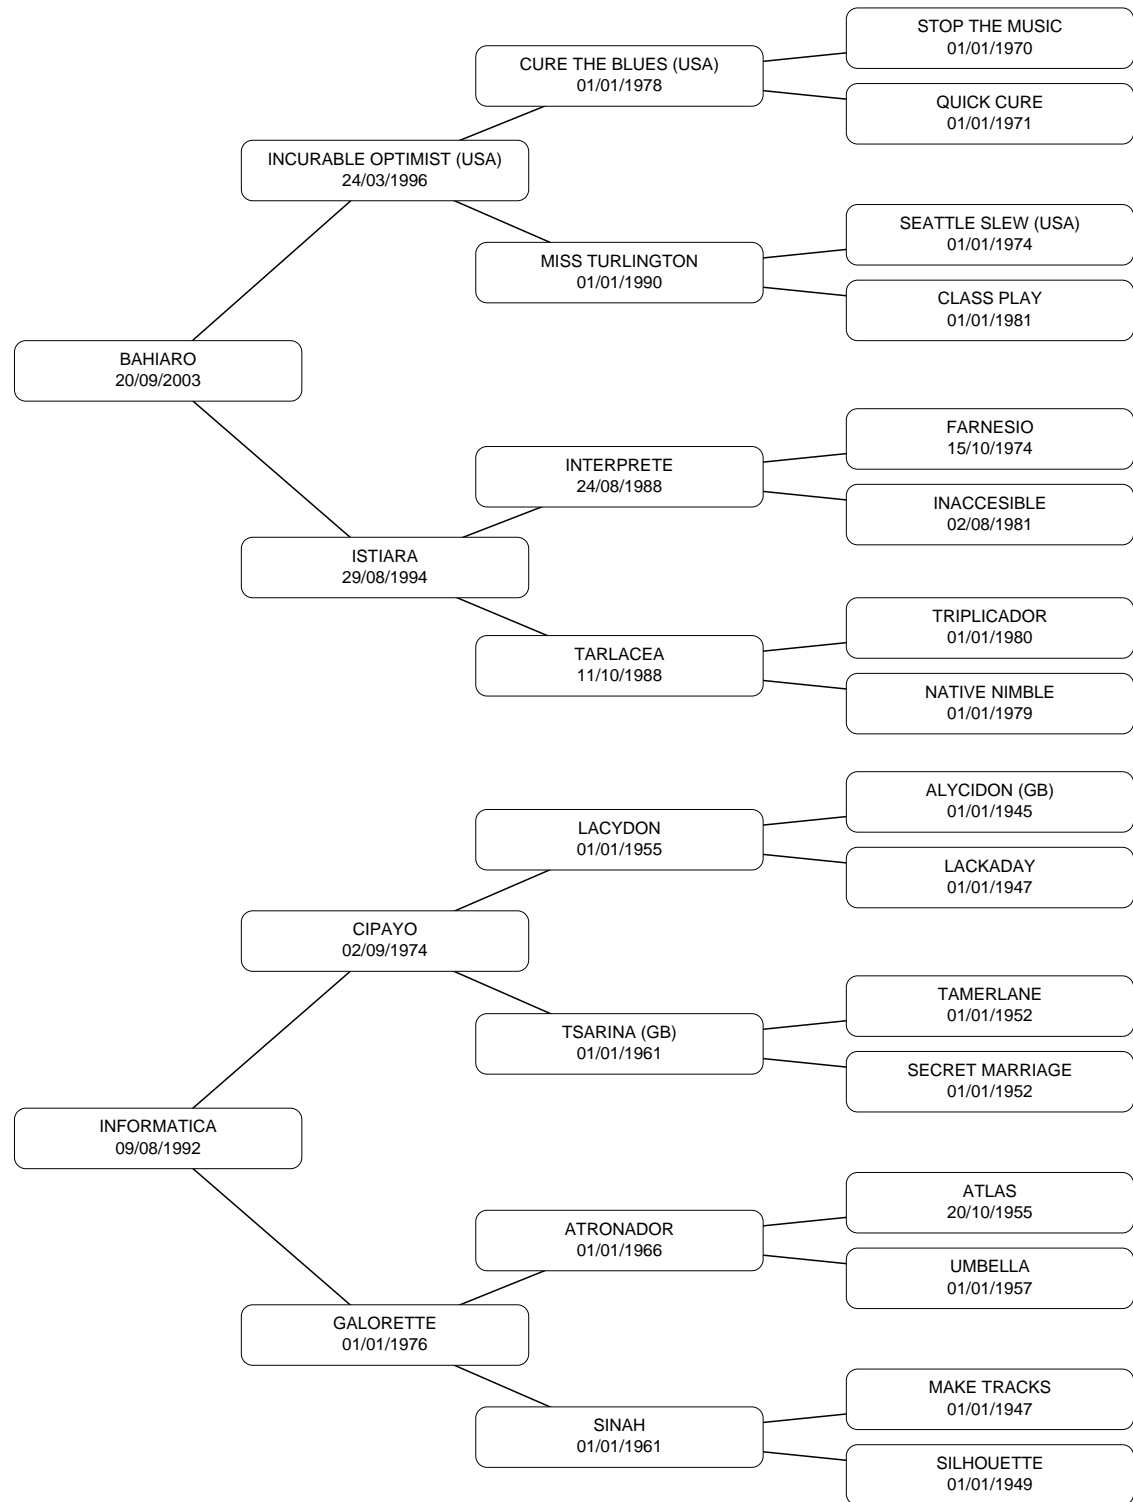 STOP THE MUSIC
01/01/1970
CURE THE BLUES (USA)
01/01/1978
QUICK CURE
01/01/1971
INCURABLE OPTIMIST (USA)
24/03/1996
SEATTLE SLEW (USA)
01/01/1974
MISS TURLINGTON
01/01/1990
CLASS PLAY
01/01/1981
BAHIARO
20/09/2003
FARNESIO
15/10/1974
INTERPRETE
24/08/1988
INACCESIBLE
02/08/1981
ISTIARA
29/08/1994
TRIPLICADOR
01/01/1980
TARLACEA
11/10/1988
NATIVE NIMBLE
01/01/1979
ALYCIDON (GB)
01/01/1945
LACYDON
01/01/1955
LACKADAY
01/01/1947
CIPAYO
02/09/1974
TAMERLANE
01/01/1952
TSARINA (GB)
01/01/1961
SECRET MARRIAGE
01/01/1952
INFORMATICA
09/08/1992
ATLAS
20/10/1955
ATRONADOR
01/01/1966
UMBELLA
01/01/1957
GALORETTE
01/01/1976
MAKE TRACKS
01/01/1947
SINAH
01/01/1961
SILHOUETTE
01/01/1949